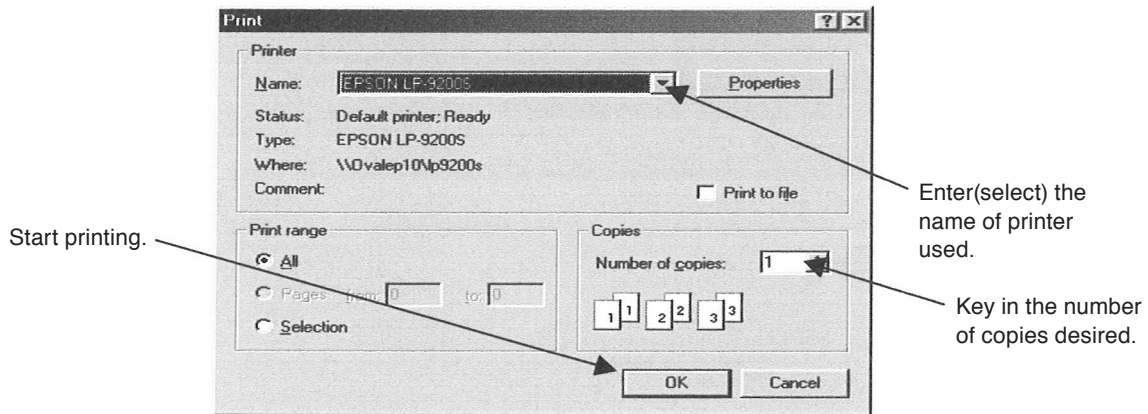 Print
Printer
Name: EPSON LP-9200S
Properties
Status: Default printer; Ready
Type: EPSON LP-9200S
Where: \\Ovalep10\lp9200s
Comment:
Print to file
Enter(select) the
name of printer
used.
Start printing.
Print range
All
Pages from: 0 to: 0
Selection
Copies
Number of copies: 1
1 1 2 2 3 3
Key in the number
of copies desired.
OK
Cancel